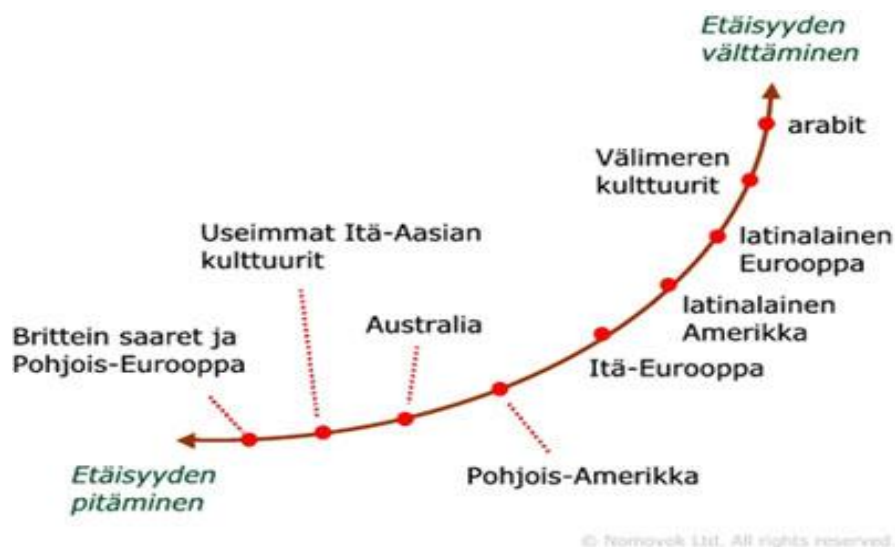 Etäisyyden
välttäminen
arabit
Välimeren
kulttuurit
latinalainen
Eurooppa
Useimmat Itä-Aasian
kulttuurit
latinalainen
Amerikka
Australia
Brittein saaret ja
Pohjois-Eurooppa
Itä-Eurooppa
Pohjois-Amerikka
Etäisyyden
pitäminen
© Nomovok Ltd. All rights reserved